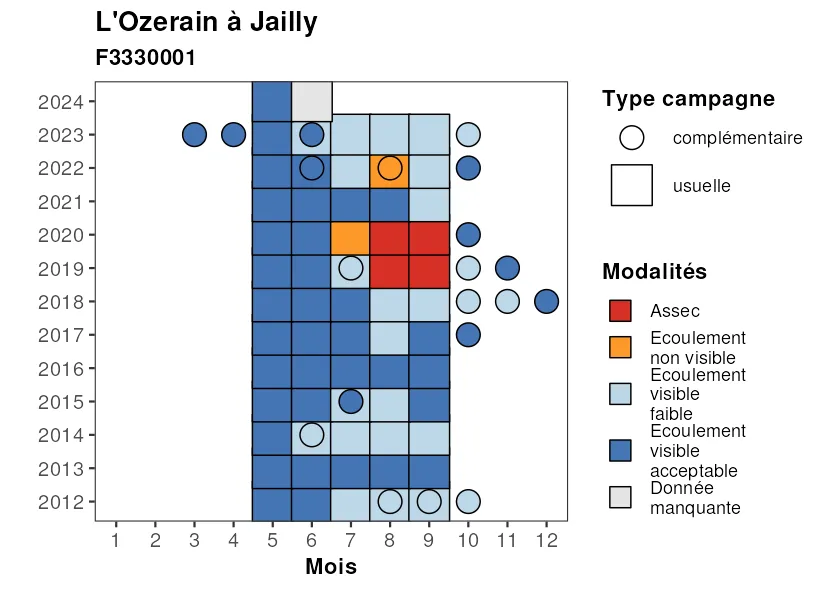 L'Ozerain à Jailly
F3330001
2024
2023
2022
2021
2020
2019
2018
2017
2016
2015
2014
2013
2012
1 2 3 4 5 6 7 8 9 10 11 12
Mois
Type campagne
complémentaire
usuelle
Modalités
Assec
Ecoulement
non visible
Ecoulement
visible
faible
Ecoulement
visible
acceptable
Donnée
manquante